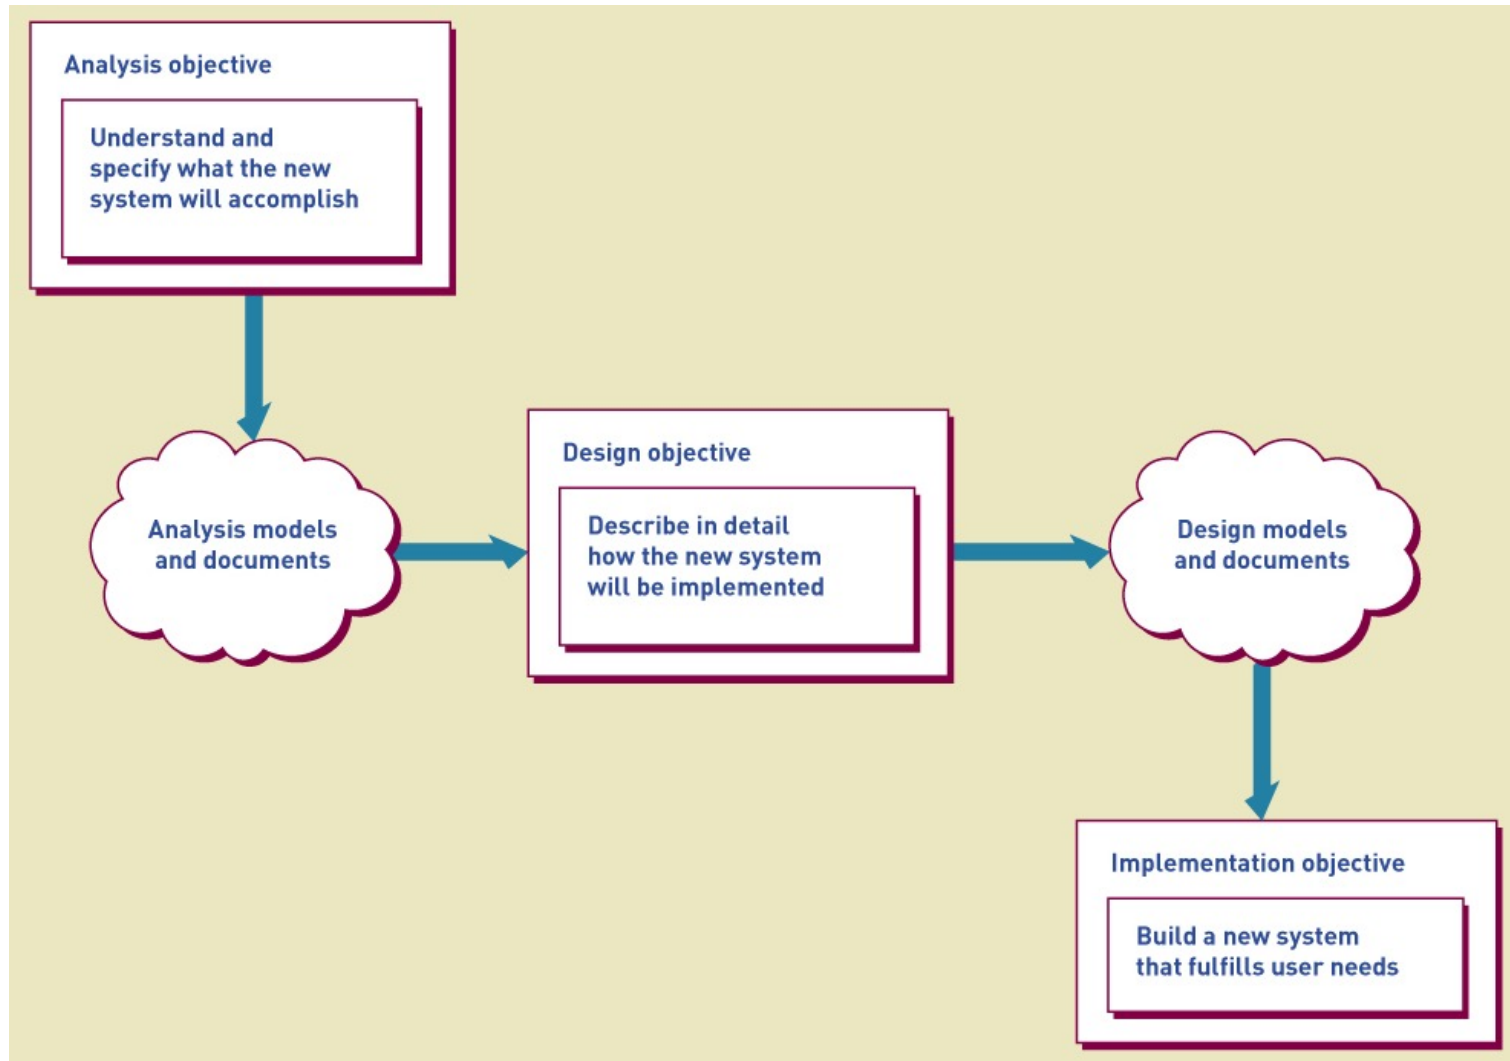 Analysis objective
Understand and
specify what the new
system will accomplish
Analysis models
and documents
Design objective
Describe in detail
how the new system
will be implemented
Design models
and documents
Implementation objective
Build a new system
that fulfills user needs